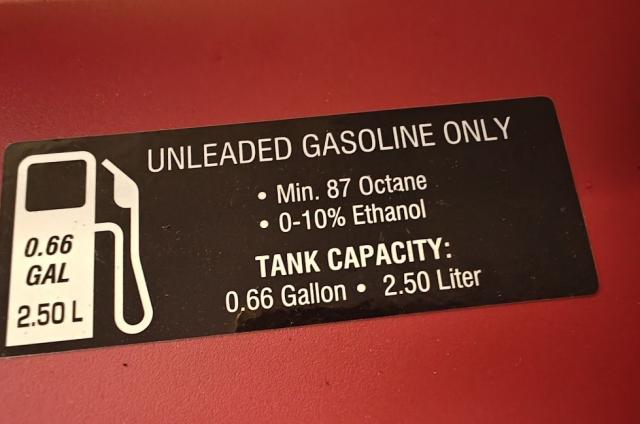 UNLEADED GASOLINE ONLY
• Min. 87 Octane
• 0-10% Ethanol
TANK CAPACITY:
0.66 Gallon • 2.50 Liter
0.66
GAL
2.50 L